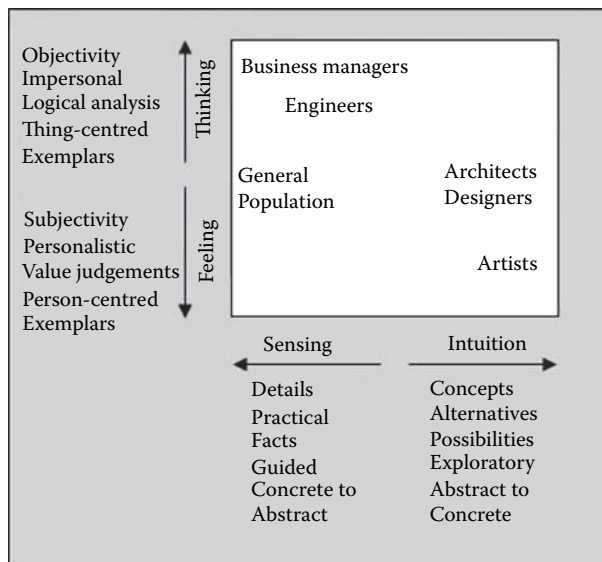 Objectivity
Impersonal
Logical analysis
Thing-centred
Exemplars
Thinking
Subjectivity
Personalistic
Value judgements
Person-centred
Exemplars
Feeling
Business managers
Engineers
General
Population
Architects
Designers
Artists
Sensing
Details
Practical
Facts
Guided
Concrete to
Abstract
Intuition
Concepts
Alternatives
Possibilities
Exploratory
Abstract to
Concrete